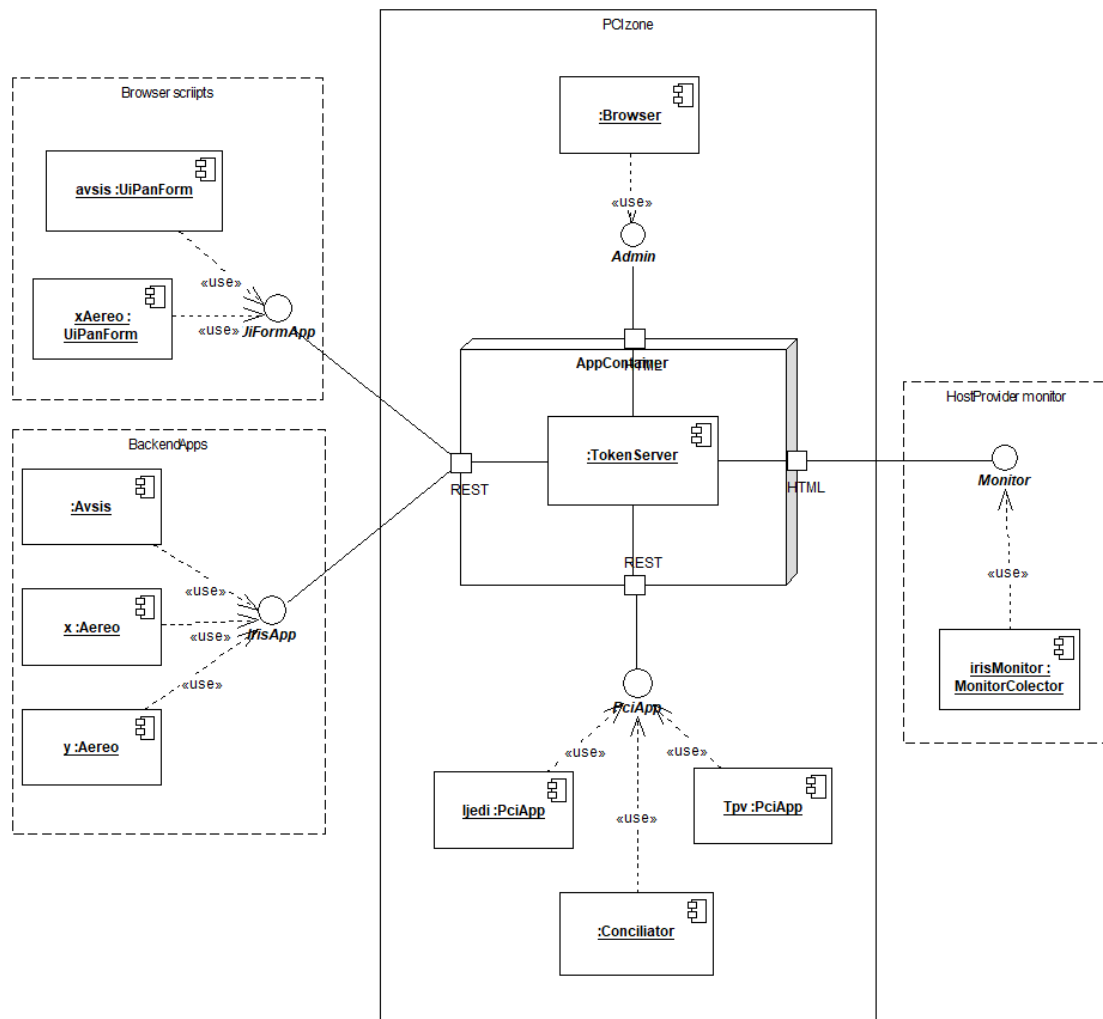 PCIzone
Browser scriipts
:Browser
avsis :UiPanForm
«use»
«use»
Admin
xAereo :
UiPanForm
«use»
JiFormApp
AppContainer
HTML
HostProvider monitor
BackendApps
:TokenServer
Monitor
REST
HTML
:Avsis
REST
«use»
«use»
x :Aereo
«use»
IrisApp
irisMonitor :
MonitorColector
«use»
PciApp
y :Aereo
«use»
«use»
Ijedi :PciApp
Tpv :PciApp
«use»
:Conciliator